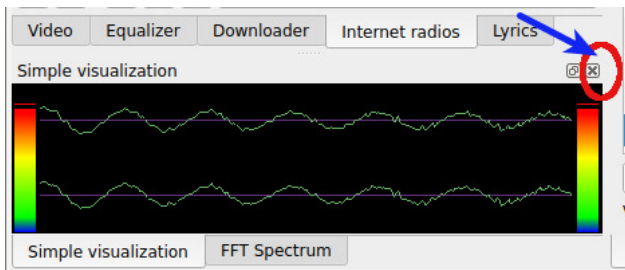 Video Equalizer Downloader Internet radios Lyrics
Simple visualization
Simple visualization FFT Spectrum